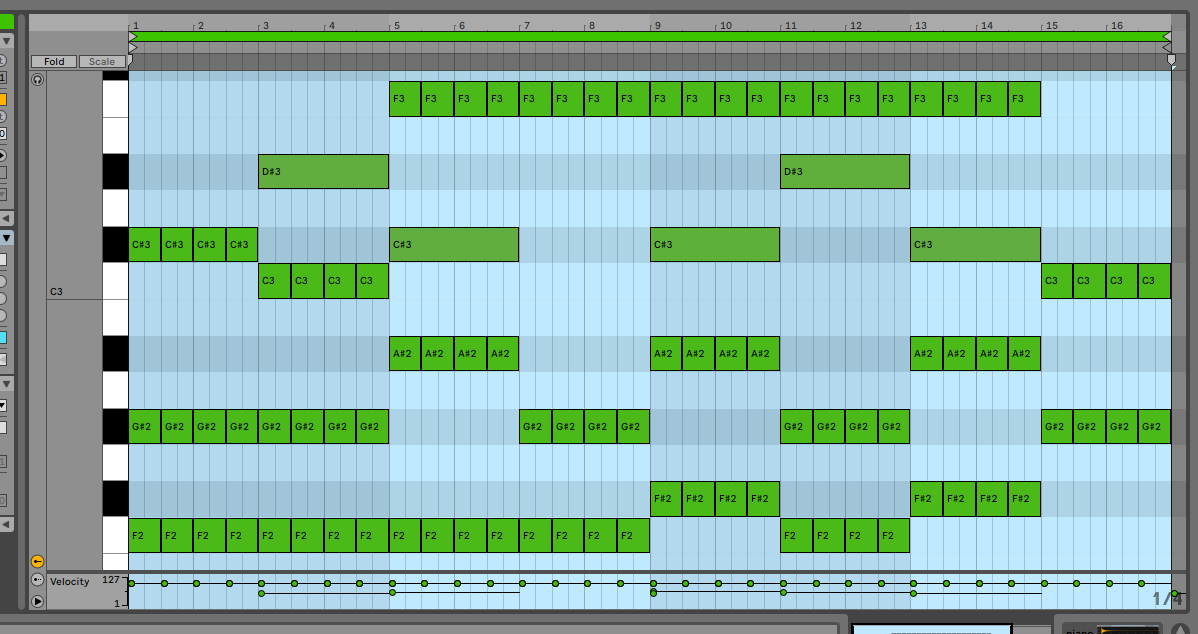 1 2 3 4 5 6 7 8 9 10 11 12 13 14 15 16
Fold Scale
F3 F3 F3 F3 F3 F3 F3 F3 F3 F3 F3 F3 F3 F3 F3 F3 F3 F3 F3 F3
D#3 D#3
C#3 C#3 C#3 C#3 C#3 C#3 C#3
C3 C3 C3 C3 C3 C3 C3 C3
C3
A#2 A#2 A#2 A#2 A#2 A#2 A#2 A#2 A#2 A#2 A#2 A#2
G#2 G#2 G#2 G#2 G#2 G#2 G#2 G#2 G#2 G#2 G#2 G#2 G#2 G#2 G#2 G#2 G#2 G#2 G#2 G#2
F#2 F#2 F#2 F#2 F#2 F#2 F#2 F#2
F2 F2 F2 F2 F2 F2 F2 F2 F2 F2 F2 F2 F2 F2 F2 F2 F2 F2 F2 F2
Velocity 127
1
1/4